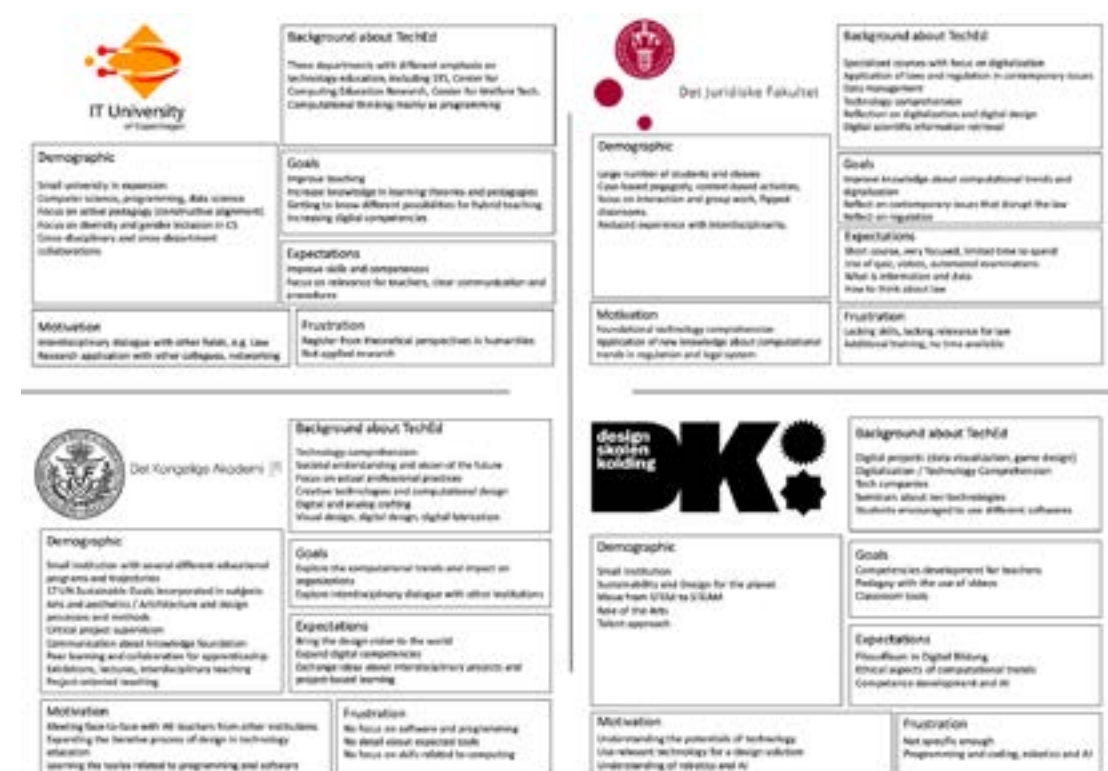 IT University
of Copenhagen
Background about TechEd
Three departments with different emphasis on
technology education, including STS, Center for
Computing Education Research, Center for Welfare Tech.
Computational thinking mainly as programming
Demographic
Small university in expansion
Computer science, programming, data science
Focus on active pedagogy (constructive alignment)
Focus on diversity and gender inclusion in CS
Cross-disciplinary and cross-department
collaborations
Goals
Improve teaching
Increase knowledge in learning theories and pedagogies
Getting to know different possibilities for hybrid teaching
Increasing digital competencies
Expectations
Improve skills and competences
Focus on relevance for teachers, clear communication and
procedures
Motivation
Interdisciplinary dialogue with other fields, e.g. Law
Research application with other collegues, networking
Frustration
Register from theoretical perspectives in humanities
Not applied research
Det Juridiske Fakultet
Background about TechEd
Specialized courses with focus on digitalization
Application of laws and regulation in contemporary issues
Data management
Technology comprehension
Reflection on digitalization and digital design
Digital scientific information retrieval
Demographic
Large number of students and classes
Case-based pegagogy, context-based activities,
focus on interaction and group work, flipped
classrooms.
Reduced experience with interdisciplinarity.
Goals
Improve knowledge about computational trends and
digitalization
Reflect on contemporary issues that disrupt the law
Reflect on regulation
Expectations
Short course, very focused, limited time to spend
Use of quiz, videos, automated examinations
What is information and data
How to think about law
Motivation
Foundational technology comprehension
Application of new knowledge about computational
trends in regulation and legal system
Frustration
Lacking skills, lacking relevance for law
Additional training, no time available
Det Kongelige Akademi
Background about TechEd
Technology comprehension
Societal understanding and vision of the future
Focus on actual professional practices
Creative technologies and computational design
Digital and analog crafting
Visual design, digital design, digital fabrication
Demographic
Small institution with several different educational
programs and trajectories
17 UN Sustainable Goals incorporated in subjects
Arts and aesthetics / Architecture and design
processes and methods
Critical project supervision
Communication about knowledge foundation
Peer learning and collaboration for apprenticeship
Exhibitions, lectures, interdisciplinary teaching
Project-oriented teaching
Goals
Explore the computational trends and impact on
organizations
Explore interdisciplinary dialogue with other institutions
Expectations
Bring the design vision to the world
Expand digital competencies
Exchange ideas about interdisciplinary projects and
project-based learning
Motivation
Meeting face-to-face with teachers from other institutions
Expanding the iterative process of design in technology
education
Learning the topics related to programming and software
Frustration
No focus on software and programming
No detail about expected tools
No focus on skills related to computing
design
skolen
kolding
DK
Background about TechEd
Digital projects (data visualization, game design)
Digitalization / Technology Comprehension
Tech companies
Seminars about technologies
Students encouraged to use different softwares
Demographic
Small institution
Sustainability and Design for the planet
Move from STEM to STEAM
Role of the Arts
Talent approach
Goals
Competencies development for teachers
Pedagogy with the use of videos
Classroom tools
Expectations
in Digital Bildung
Ethical aspects of computational trends
Competence development and AI
Motivation
Understanding the potentials of technology
Use relevant technology for a design solution
Understanding of robotics and AI
Frustration
Not specific enough
Programming and coding, robotics and AI